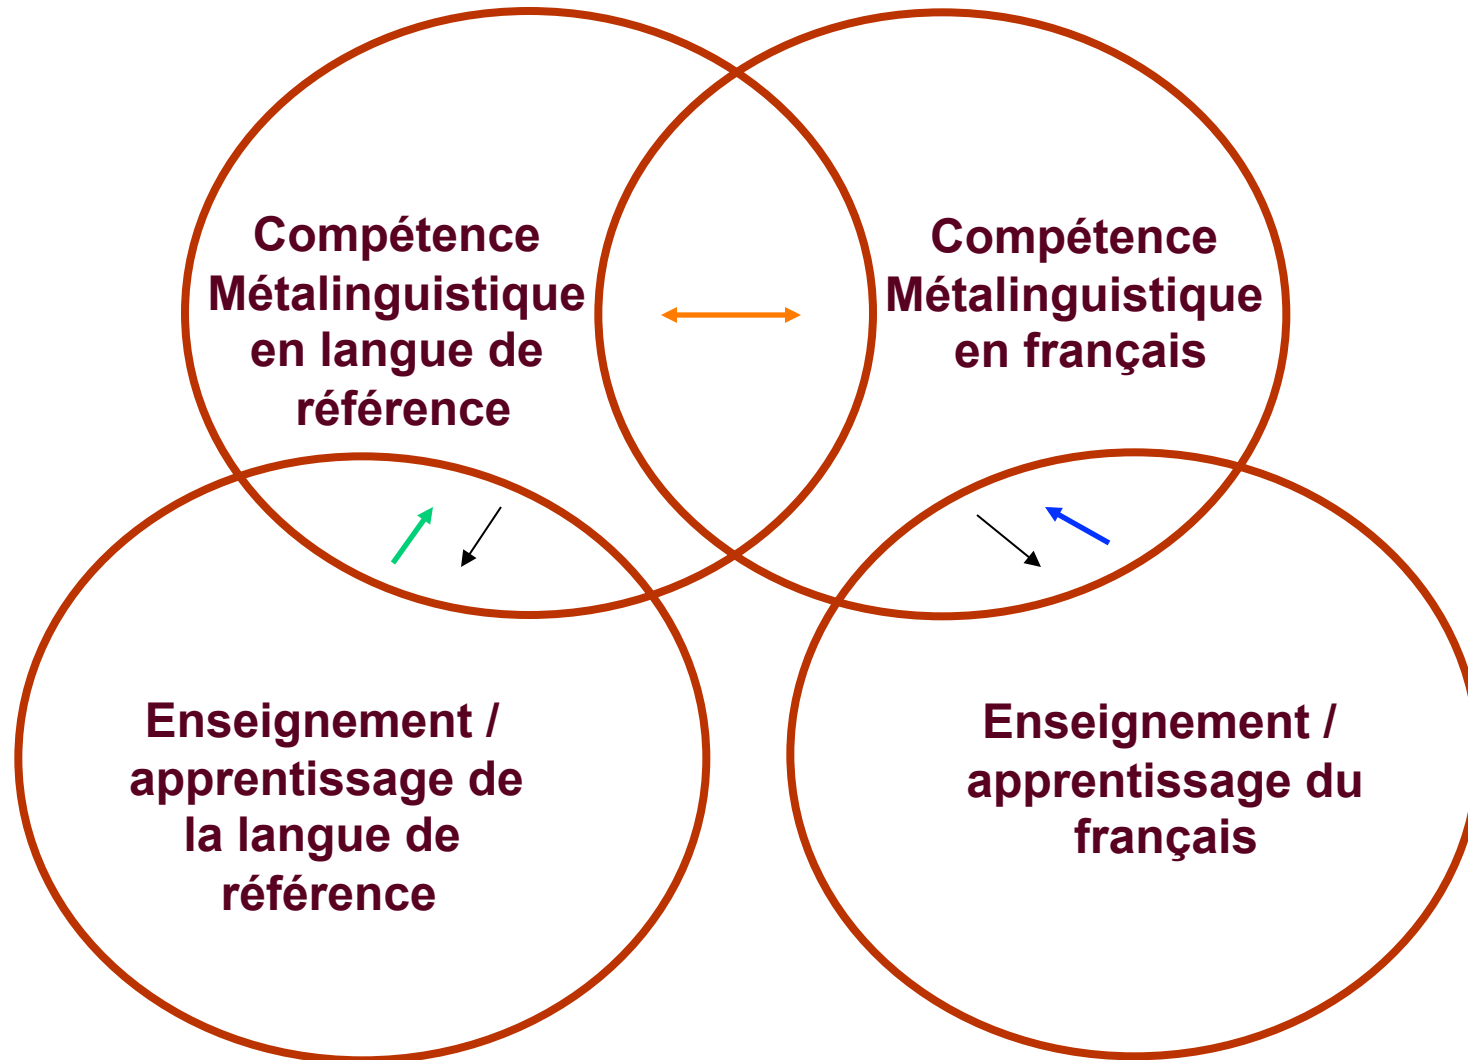 Compétence
Métalinguistique
en langue de
référence
Compétence
Métalinguistique
en français
Enseignement /
apprentissage de
la langue de
référence
Enseignement /
apprentissage du
français